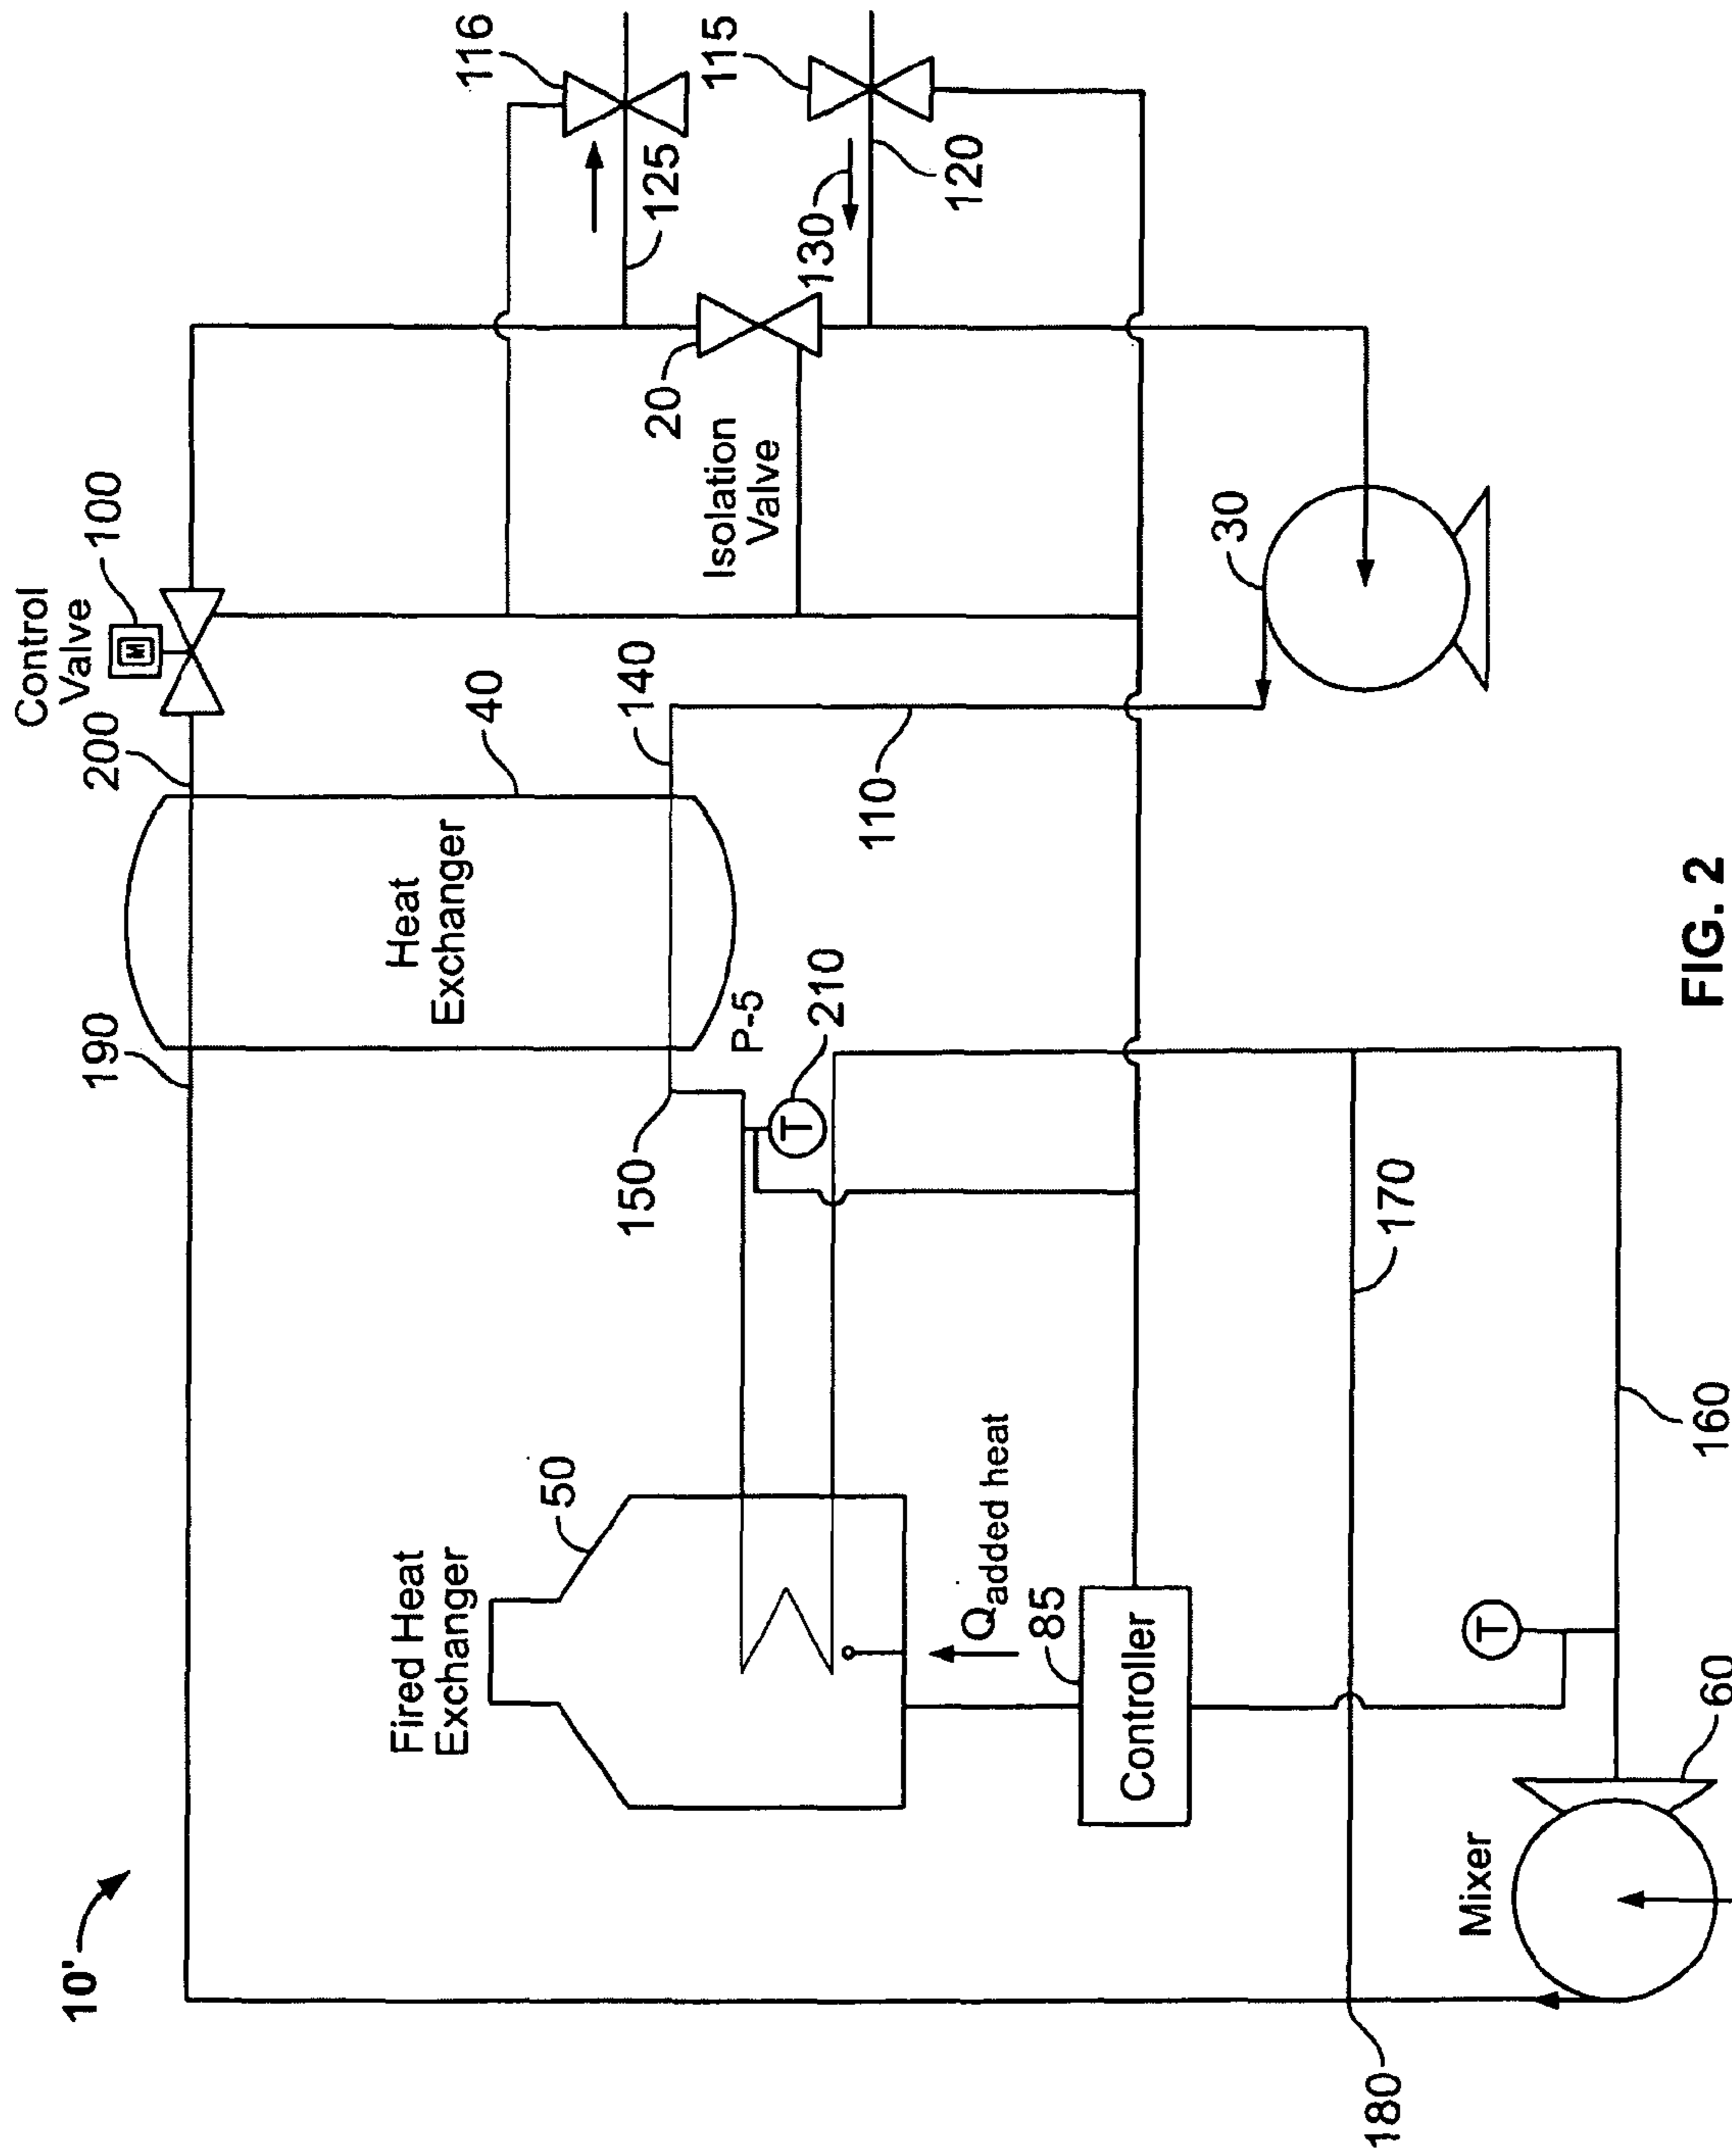 10'
Control
Valve
100
200
190
116
115
125
130
120
20
Isolation
Valve
40
Heat
Exchanger
P-5
140
110
30
150
T
210
Fired Heat
Exchanger
50
Q added heat
85
Controller
170
160
T
Mixer
60
180
M
FIG. 2